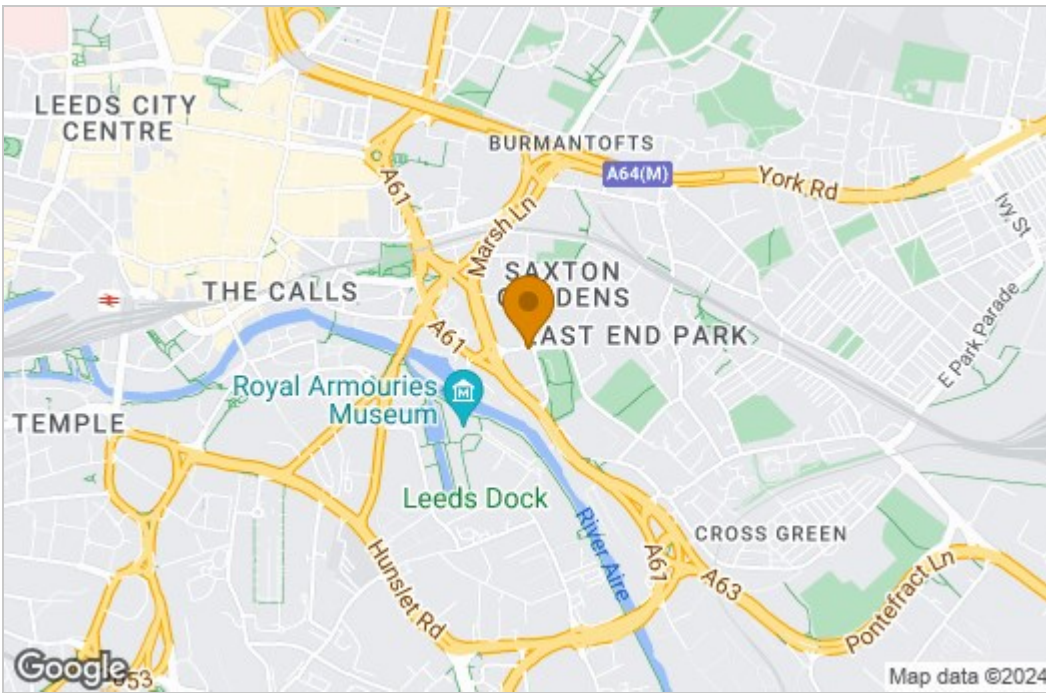 LEEDS CITY
CENTRE
BURMANTOFTS
A64(M)
York Rd
A61
Marsh Ln
Ivy St
SAXTON
THE CALLS
A61
EAST END PARK
E Park Parade
Royal Armouries
Museum
TEMPLE
Leeds Dock
River Aire
CROSS GREEN
Hunslet Rd
A61
A63
Pontefract Ln
Google
Map data ©2024